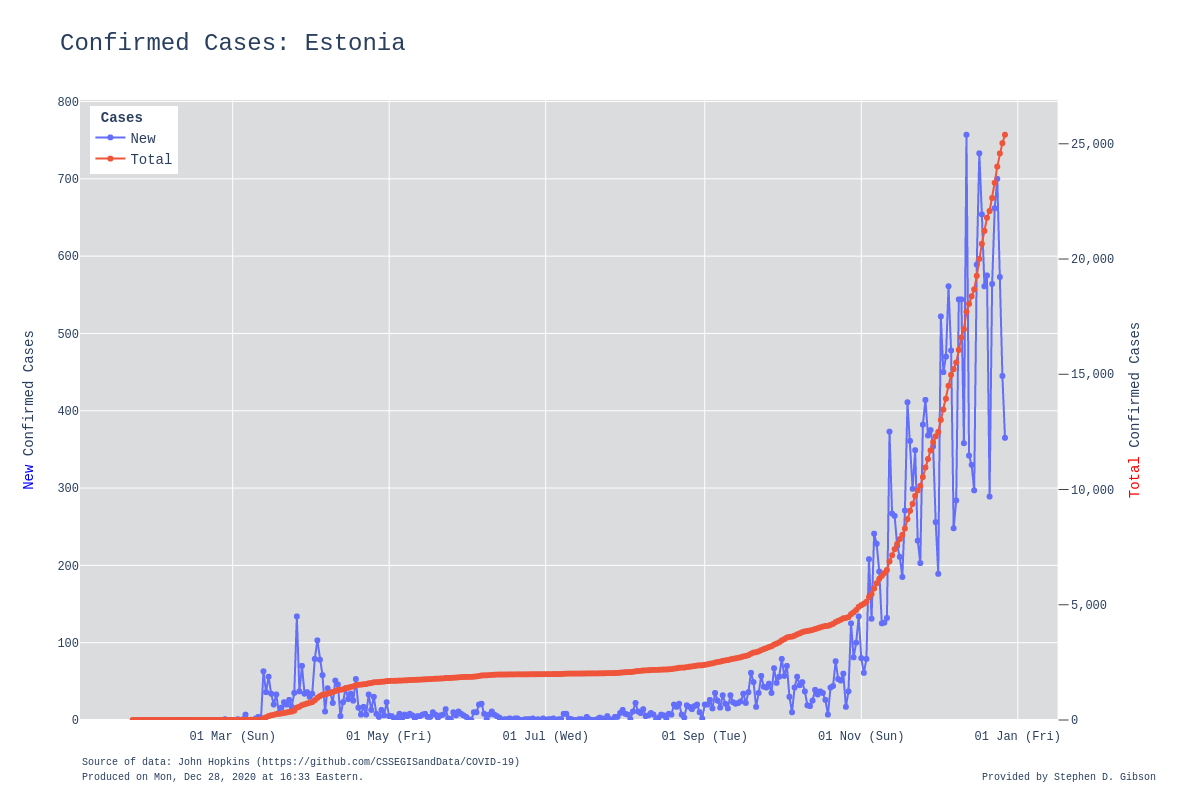 Confirmed Cases: Estonia
Cases
New
Total
800
700
600
500
400
300
200
100
0
25,000
20,000
15,000
10,000
5,000
0
New Confirmed Cases
Total Confirmed Cases
01 Mar (Sun)
01 May (Fri)
01 Jul (Wed)
01 Sep (Tue)
01 Nov (Sun)
01 Jan (Fri)
Source of data: John Hopkins (https://github.com/CSSEGISandData/COVID-19)
Produced on Mon, Dec 28, 2020 at 16:33 Eastern.
Provided by Stephen D. Gibson